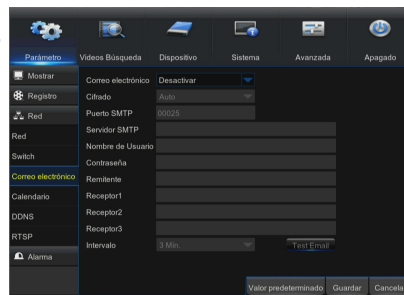 Parámetro Videos Búsqueda Dispositivo Sistema Avanzada Apagado
Mostrar
Registro
Red
Red
Switch
Correo electrónico
Calendario
DDNS
RTSP
Alarma
Correo electrónico Desactivar
Cifrado Auto
Puerto SMTP 00025
Servidor SMTP
Nombre de Usuario
Contraseña
Remitente
Receptor1
Receptor2
Receptor3
Intervalo 3 Min. Test Email
Valor predeterminado Guardar Cancela